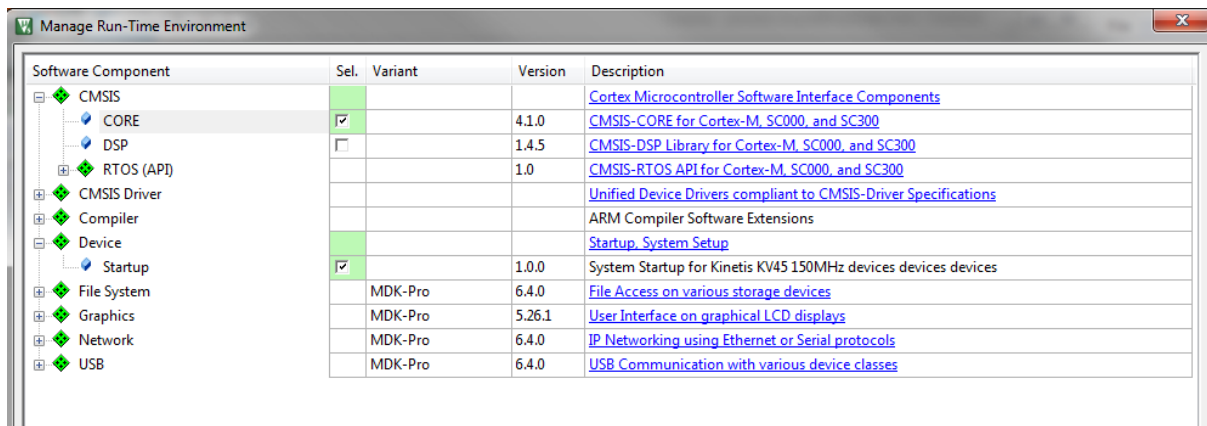 Manage Run-Time Environment
Software Component Sel. Variant Version Description
CMSIS Cortex Microcontroller Software Interface Components
CORE 4.1.0 CMSIS-CORE for Cortex-M, SC000, and SC300
DSP 1.4.5 CMSIS-DSP Library for Cortex-M, SC000, and SC300
RTOS (API) 1.0 CMSIS-RTOS API for Cortex-M, SC000, and SC300
CMSIS Driver Unified Device Drivers compliant to CMSIS-Driver Specifications
Compiler ARM Compiler Software Extensions
Device Startup, System Setup
Startup 1.0.0 System Startup for Kinetis KV45 150MHz devices devices devices
File System MDK-Pro 6.4.0 File Access on various storage devices
Graphics MDK-Pro 5.26.1 User Interface on graphical LCD displays
Network MDK-Pro 6.4.0 IP Networking using Ethernet or Serial protocols
USB MDK-Pro 6.4.0 USB Communication with various device classes